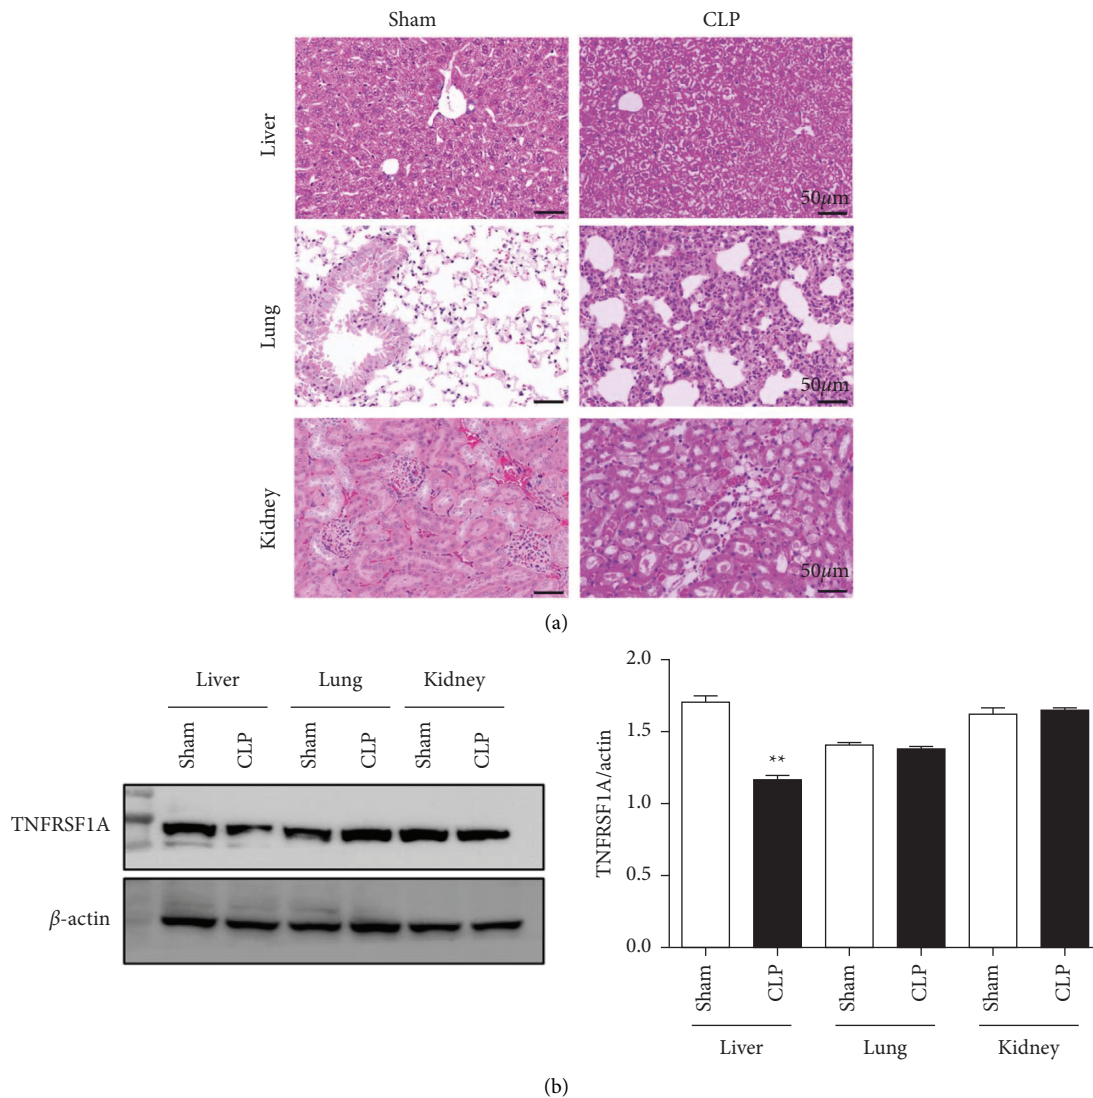 Sham CLP
Liver
50μm
Lung
50μm
Kidney
50μm
(a)
Liver Lung Kidney
Sham CLP Sham CLP Sham CLP
TNFRSF1A
β-actin
TNFRSF1A/actin
2.0
1.5
1.0
0.5
0.0
**
Sham CLP Sham CLP Sham CLP
Liver Lung Kidney
(b)